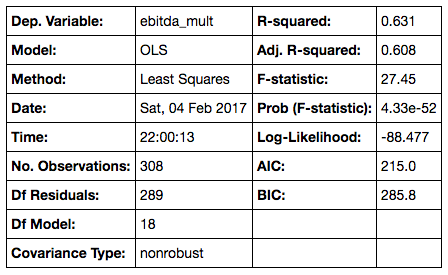 Dep. Variable: ebitda_mult R-squared: 0.631
Model: OLS Adj. R-squared: 0.608
Method: Least Squares F-statistic: 27.45
Date: Sat, 04 Feb 2017 Prob (F-statistic): 4.33e-52
Time: 22:00:13 Log-Likelihood: -88.477
No. Observations: 308 AIC: 215.0
Df Residuals: 289 BIC: 285.8
Df Model: 18
Covariance Type: nonrobust